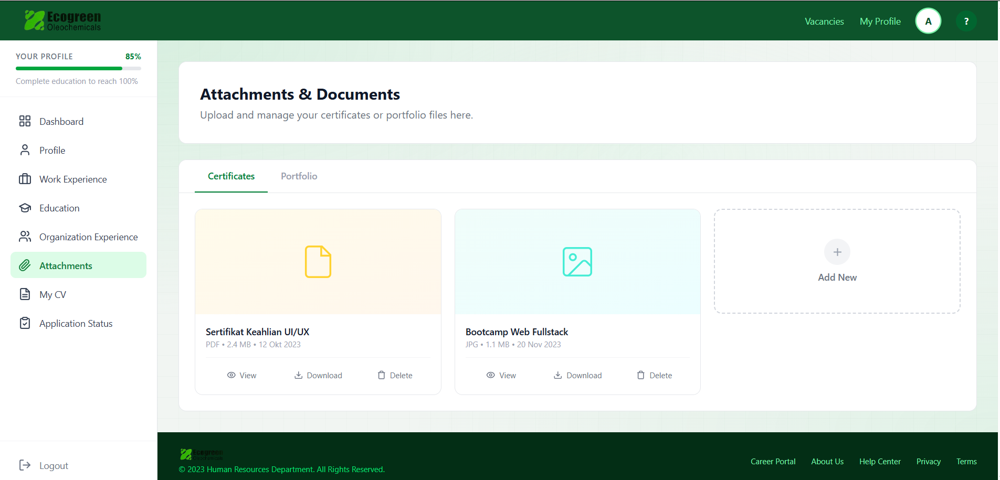 Ecogreen
Oleochemicals
Vacancies
My Profile
A
?
YOUR PROFILE
85%
Complete education to reach 100%
Dashboard
Profile
Work Experience
Education
Organization Experience
Attachments
My CV
Application Status
Logout
Attachments & Documents
Upload and manage your certificates or portfolio files here.
Certificates
Portfolio
Sertifikat Keahlian UI/UX
PDF • 2.4 MB • 12 Okt 2023
View
Download
Delete
Bootcamp Web Fullstack
JPG • 1.1 MB • 20 Nov 2023
View
Download
Delete
Add New
Ecogreen
Oleochemicals
© 2023 Human Resources Department. All Rights Reserved.
Career Portal
About Us
Help Center
Privacy
Terms